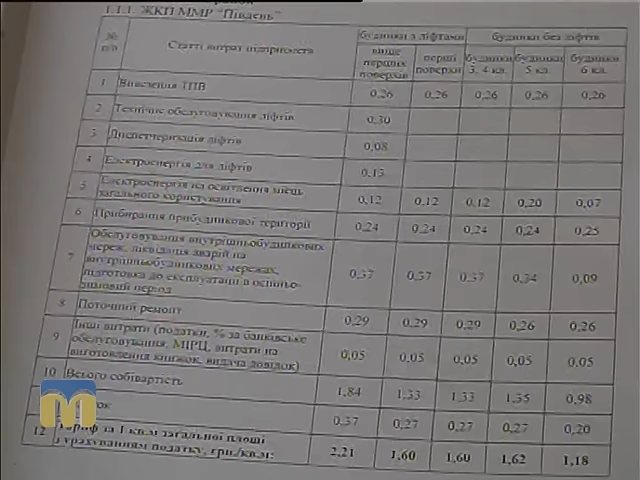 1.1.1. ЖКП ММР "Південь"
№ п/п
Статті витрат підприємств
будинки з ліфтами
будинки без ліфтів
вище перших поверхів
перші поверхи
будинки 3, 4 кл.
будинки 5 кл.
будинки 6 кл.
1 Вивезення ТПВ 0,26 0,26 0,26 0,26 0,26
2 Технічне обслуговування ліфтів 0,30
3 Диспетчеризація ліфтів 0,08
4 Електроенергія для ліфтів 0,13
5 Електроенергія на освітлення місць
загального користування 0,12 0,12 0,12 0,20 0,07
6 Прибирання прибудинкової території 0,24 0,24 0,24 0,24 0,25
Обслуговування внутрішньобудинкових
мереж, ліквідація аварій на
7 внутрішньобудинкових мережах, 0,37 0,37 0,37 0,34 0,09
підготовка до експлуатації в осінньо-
зимовий період
8 Поточний ремонт 0,29 0,29 0,29 0,26 0,26
Інші витрати (податки, % за банківське
9 обслуговування, МІРЦ, витрати на 0,05 0,05 0,05 0,05 0,05
виготовлення книжок, видача довідок)
10 Всього собівартість 1,84 1,33 1,33 1,35 0,98
ок 0,37 0,27 0,27 0,27 0,20
12 Тариф за 1 кв.м загальної площі
з урахуванням податку, грн./кв.м: 2,21 1,60 1,60 1,62 1,18